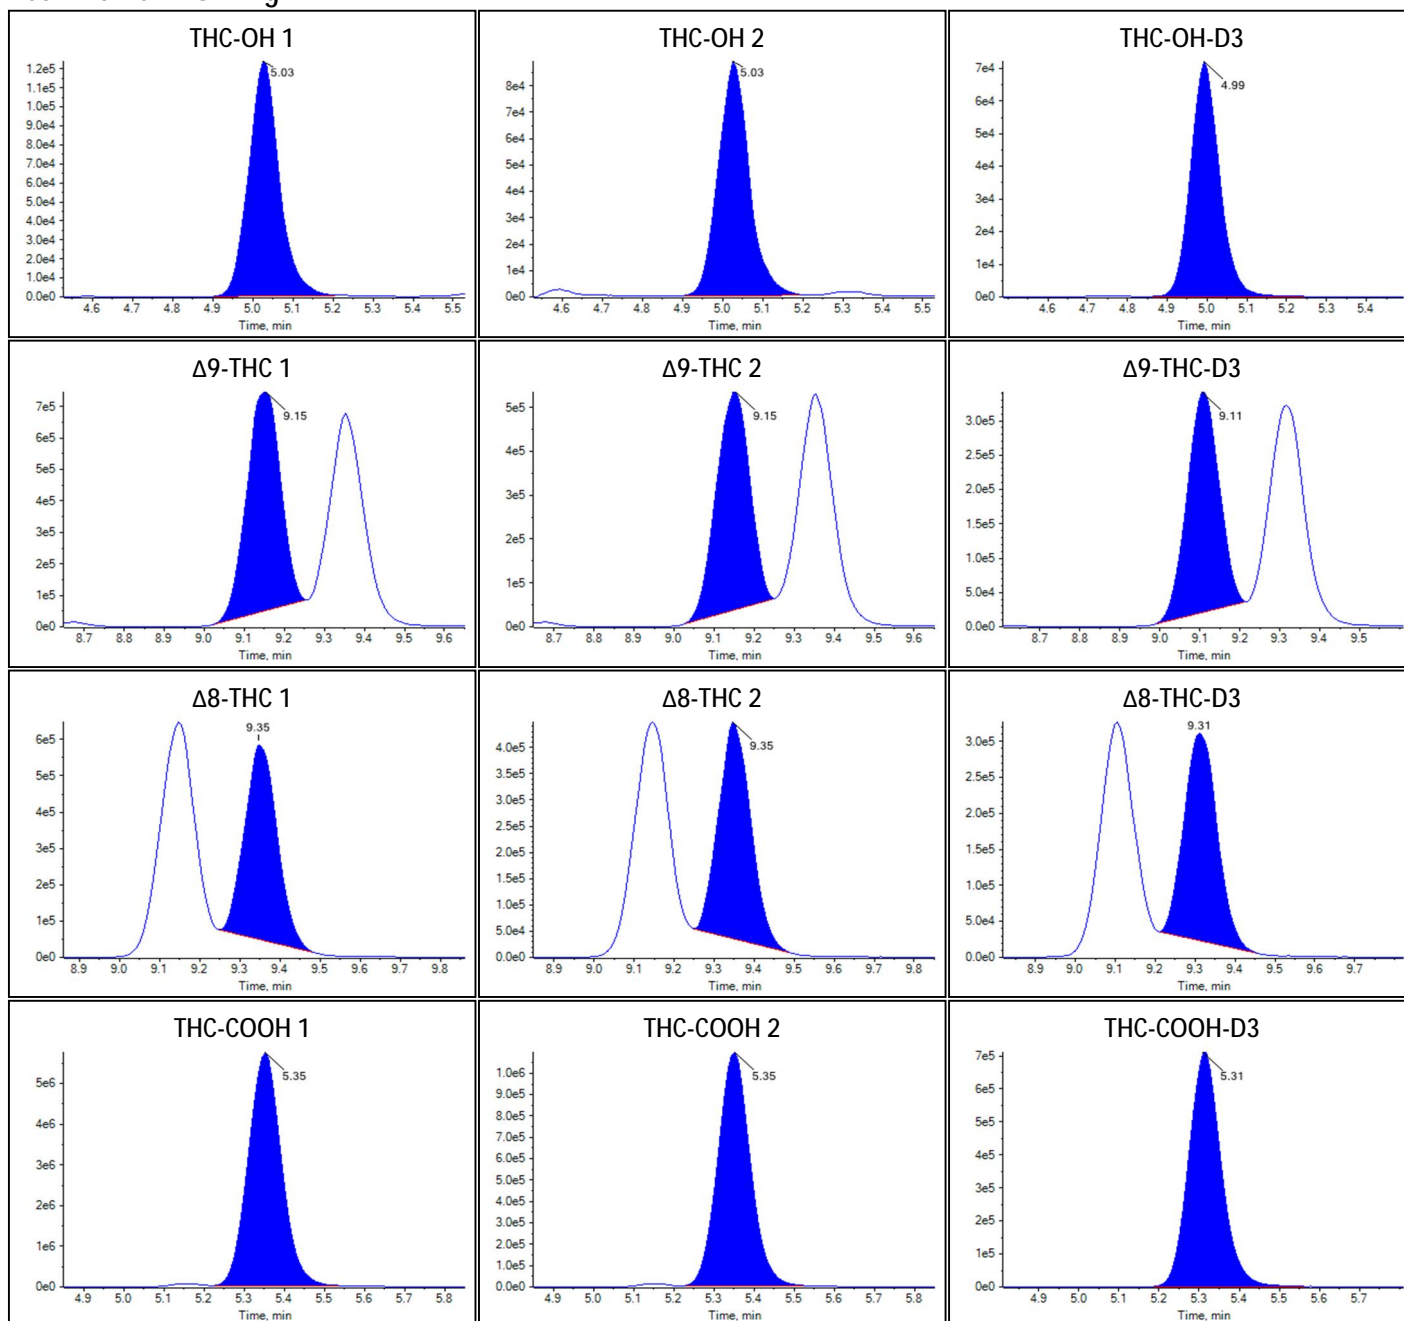 THC-OH 1
1.2e5
1.1e5
1.0e5
9.0e4
8.0e4
7.0e4
6.0e4
5.0e4
4.0e4
3.0e4
2.0e4
1.0e4
0.0e0
5.03
4.6 4.7 4.8 4.9 5.0 5.1 5.2 5.3 5.4 5.5
Time, min
THC-OH 2
8e4
7e4
6e4
5e4
4e4
3e4
2e4
1e4
0e0
5.03
4.6 4.7 4.8 4.9 5.0 5.1 5.2 5.3 5.4 5.5
Time, min
THC-OH-D3
7e4
6e4
5e4
4e4
3e4
2e4
1e4
0e0
4.99
4.6 4.7 4.8 4.9 5.0 5.1 5.2 5.3 5.4
Time, min
Δ9-THC 1
7e5
6e5
5e5
4e5
3e5
2e5
1e5
0e0
9.15
8.7 8.8 8.9 9.0 9.1 9.2 9.3 9.4 9.5 9.6
Time, min
Δ9-THC 2
5e5
4e5
3e5
2e5
1e5
0e0
9.15
8.7 8.8 8.9 9.0 9.1 9.2 9.3 9.4 9.5 9.6
Time, min
Δ9-THC-D3
3.0e5
2.5e5
2.0e5
1.5e5
1.0e5
5.0e4
0.0e0
9.11
8.7 8.8 8.9 9.0 9.1 9.2 9.3 9.4 9.5
Time, min
Δ8-THC 1
6e5
5e5
4e5
3e5
2e5
1e5
0e0
9.35
8.9 9.0 9.1 9.2 9.3 9.4 9.5 9.6 9.7 9.8
Time, min
Δ8-THC 2
4.0e5
3.5e5
3.0e5
2.5e5
2.0e5
1.5e5
1.0e5
5.0e4
0.0e0
9.35
8.9 9.0 9.1 9.2 9.3 9.4 9.5 9.6 9.7 9.8
Time, min
Δ8-THC-D3
3.0e5
2.5e5
2.0e5
1.5e5
1.0e5
5.0e4
0.0e0
9.31
8.9 9.0 9.1 9.2 9.3 9.4 9.5 9.6 9.7
Time, min
THC-COOH 1
5e6
4e6
3e6
2e6
1e6
0e0
5.35
4.9 5.0 5.1 5.2 5.3 5.4 5.5 5.6 5.7 5.8
Time, min
THC-COOH 2
1.0e6
9.0e5
8.0e5
7.0e5
6.0e5
5.0e5
4.0e5
3.0e5
2.0e5
1.0e5
0.0e0
5.35
4.9 5.0 5.1 5.2 5.3 5.4 5.5 5.6 5.7 5.8
Time, min
THC-COOH-D3
7e5
6e5
5e5
4e5
3e5
2e5
1e5
0e0
5.31
4.9 5.0 5.1 5.2 5.3 5.4 5.5 5.6 5.7
Time, min